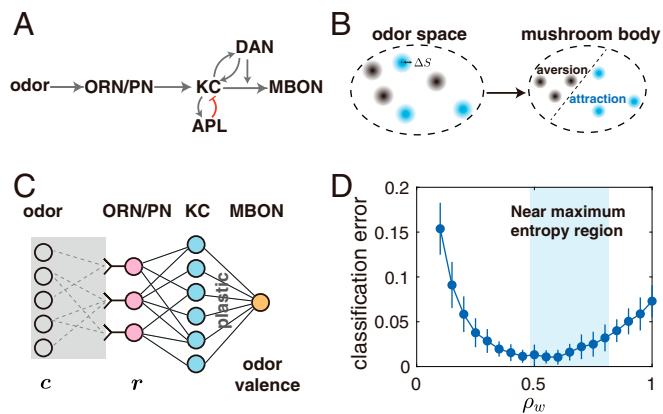 A
DAN
odor
ORN/PN
KC
MBON
APL
B
odor space
mushroom body
ΔS
aversion
attraction
C
odor
ORN/PN
KC
MBON
plastic
odor
valence
c
r
D
classification error
0.2
0.15
0.1
0.05
0
Near maximum
entropy region
0
0.5
1
ρw